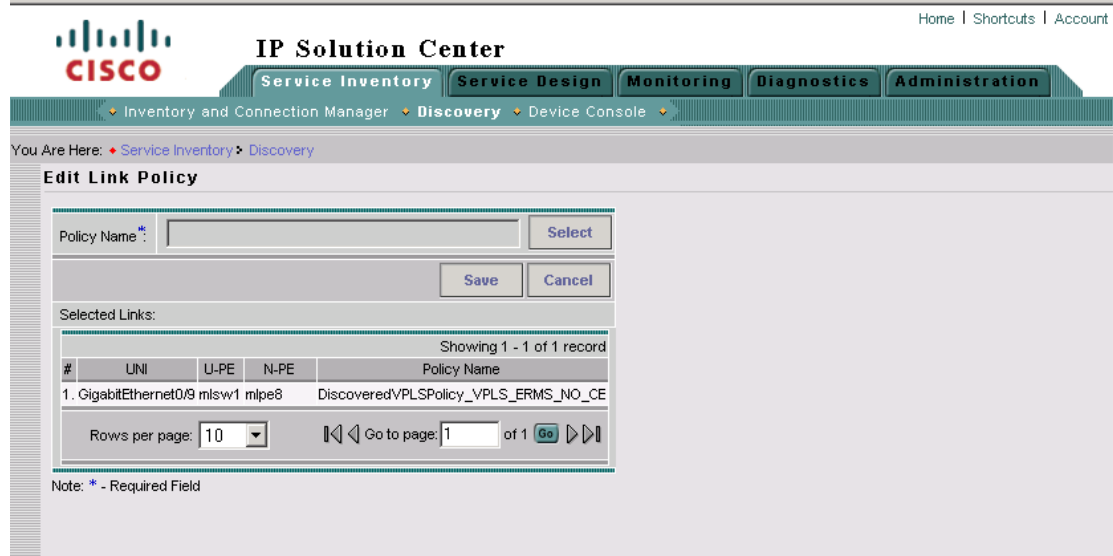 Home | Shortcuts | Account
CISCO
IP Solution Center
Service Inventory Service Design Monitoring Diagnostics Administration
Inventory and Connection Manager Discovery Device Console
You Are Here: Service Inventory Discovery
Edit Link Policy
Policy Name*: Select
Save Cancel
Selected Links:
Showing 1 - 1 of 1 record
# UNI U-PE N-PE Policy Name
1. GigabitEthernet0/9 mlsw1 mlpe8 DiscoveredVPLSPolicy_VPLS_ERMS_NO_CE
Rows per page: 10 Go to page: 1 of 1 Go
Note: * - Required Field